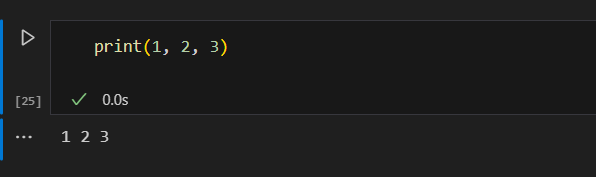 print(1, 2, 3)
[25]
0.0s
1 2 3